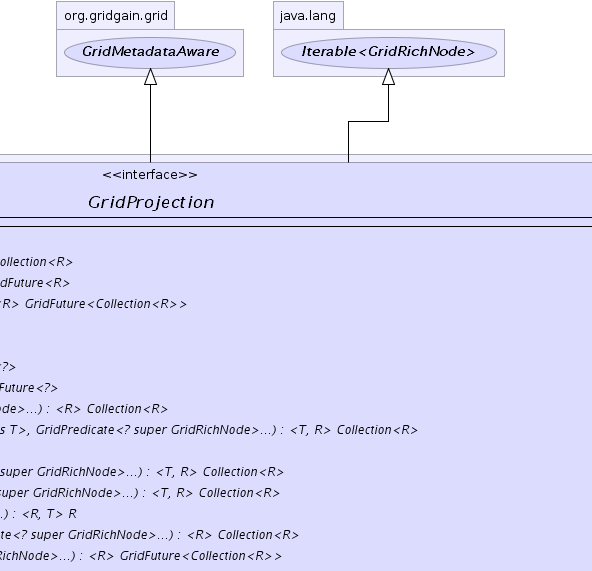 org.gridgain.grid
java.lang
GridMetadataAware
Iterable<GridRichNode>
<<interface>>
GridProjection
ollection<R>
dFuture<R>
<R> GridFuture<Collection<R>>
<?>
Future<?>
ode>...) : <R> Collection<R>
s T>, GridPredicate<? super GridRichNode>...) : <T, R> Collection<R>
super GridRichNode>...) : <T, R> Collection<R>
super GridRichNode>...) : <T, R> Collection<R>
..) : <R, T> R
te<? super GridRichNode>...) : <R> Collection<R>
RichNode>...) : <R> GridFuture<Collection<R>>